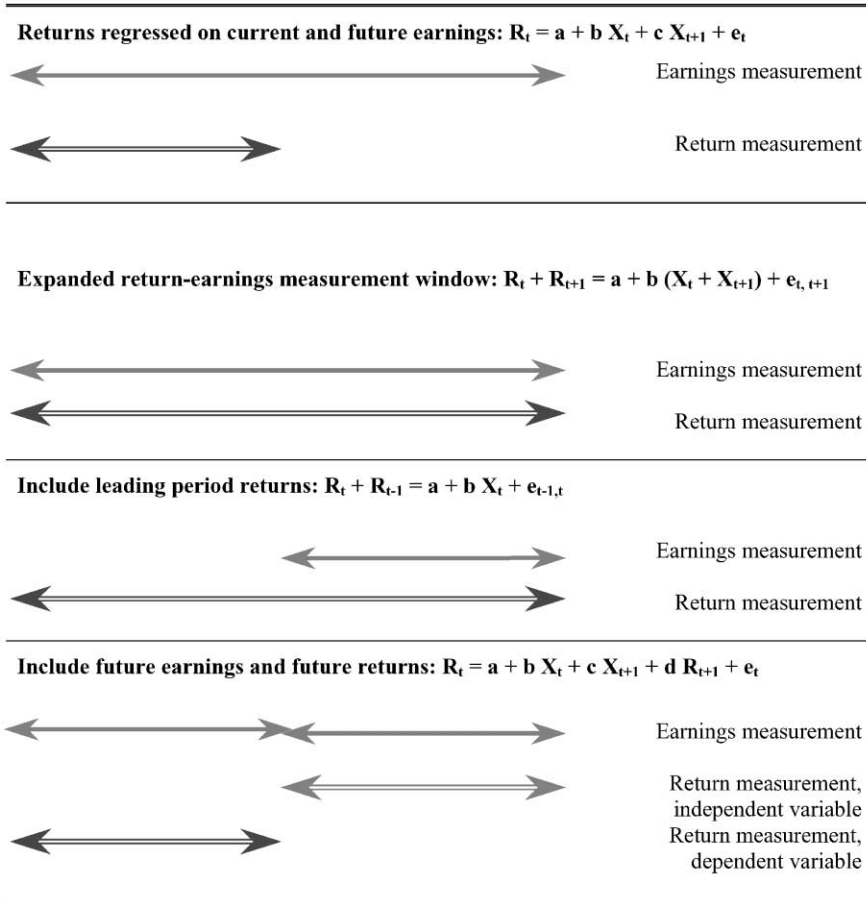 Returns regressed on current and future earnings: Rₜ = a + b Xₜ + c Xₜ₊₁ + eₜ
Earnings measurement
Return measurement
Expanded return-earnings measurement window: Rₜ + Rₜ₊₁ = a + b (Xₜ + Xₜ₊₁) + eₜ, ₜ₊₁
Earnings measurement
Return measurement
Include leading period returns: Rₜ + Rₜ₋₁ = a + b Xₜ + eₜ₋₁,ₜ
Earnings measurement
Return measurement
Include future earnings and future returns: Rₜ = a + b Xₜ + c Xₜ₊₁ + d Rₜ₊₁ + eₜ
Earnings measurement
Return measurement,
independent variable
Return measurement,
dependent variable